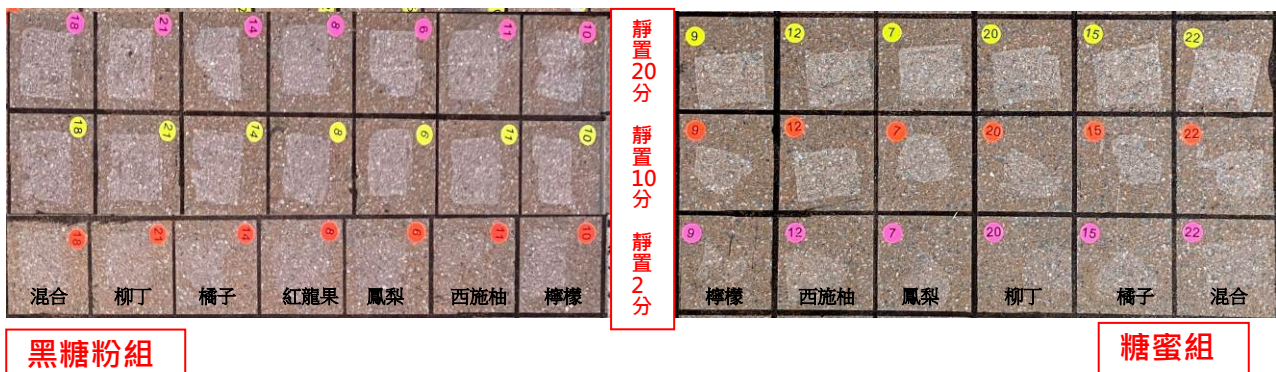 18 21 14 8 6 11 10
靜置20分
9 12 7 20 15 22
18 21 14 8 6 11 10
靜置10分
9 12 7 20 15 22
18 21 14 8 6 11 10
靜置2分
9 12 7 20 15 22
混合 柳丁 橘子 紅龍果 鳳梨 西施柚 檸檬
檸檬 西施柚 鳳梨 柳丁 橘子 混合
黑糖粉組
糖蜜組